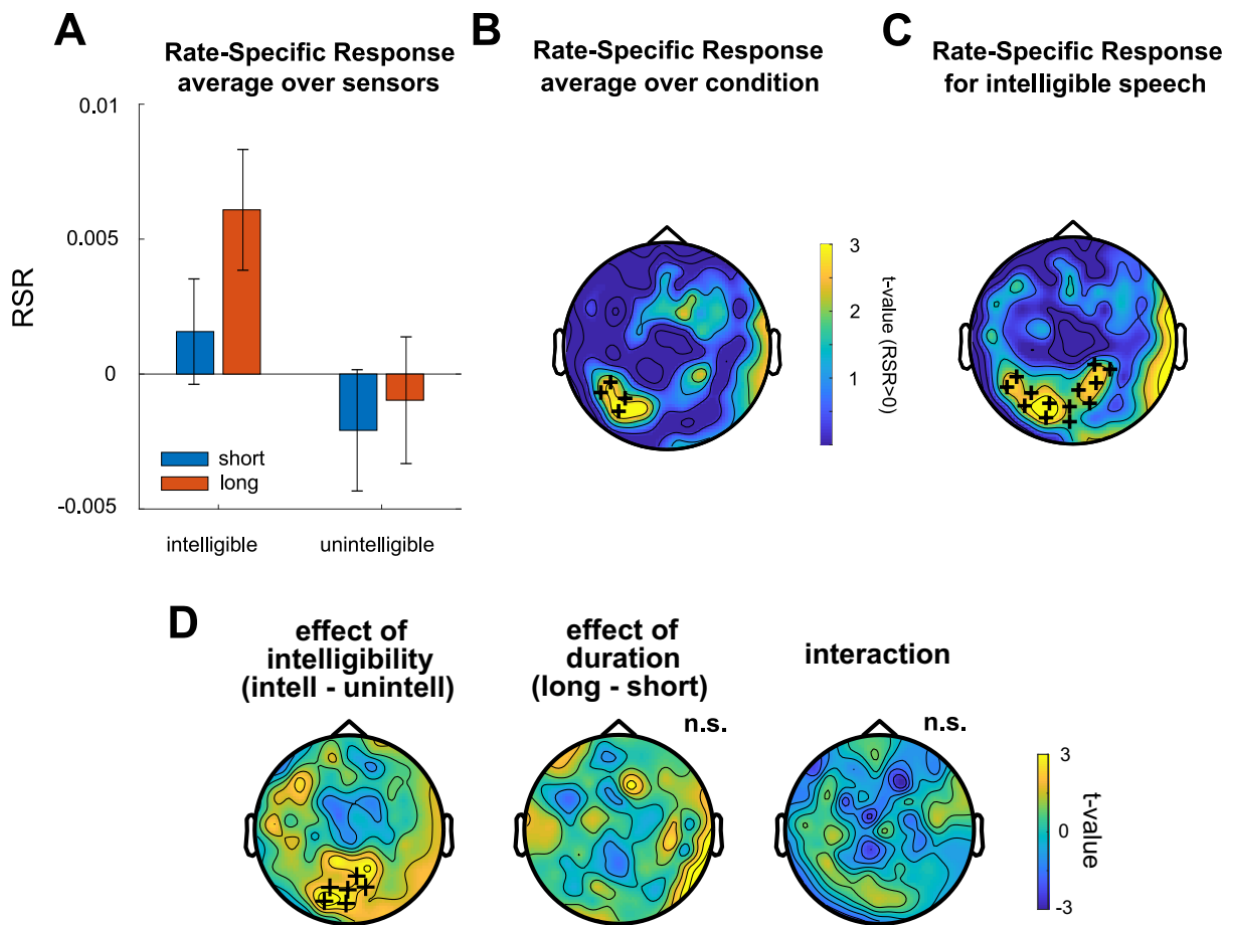 A
Rate-Specific Response
average over sensors
0.01
0.005
0
-0.005
RSR
short
long
intelligible
unintelligible
B
Rate-Specific Response
average over condition
3
2
1
t-value (RSR>0)
C
Rate-Specific Response
for intelligible speech
D
effect of
intelligibility
(intell - unintell)
effect of
duration
(long - short)
n.s.
interaction
n.s.
3
0
-3
t-value